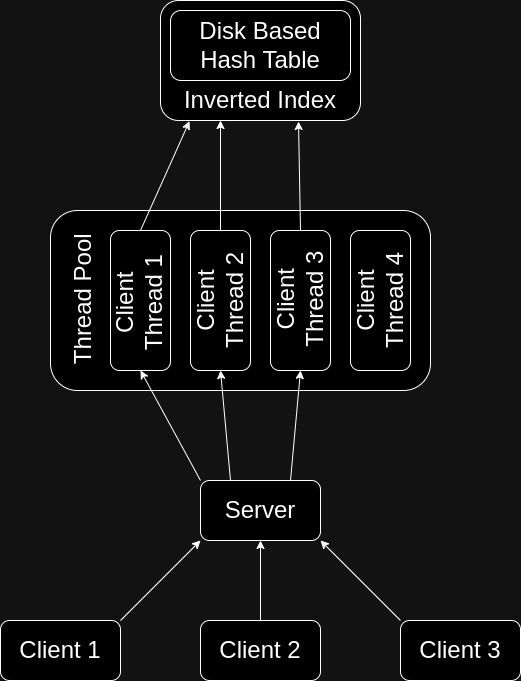 Disk Based
Hash Table
Inverted Index
Thread Pool
Client
Thread 1
Client
Thread 2
Client
Thread 3
Client
Thread 4
Server
Client 1
Client 2
Client 3